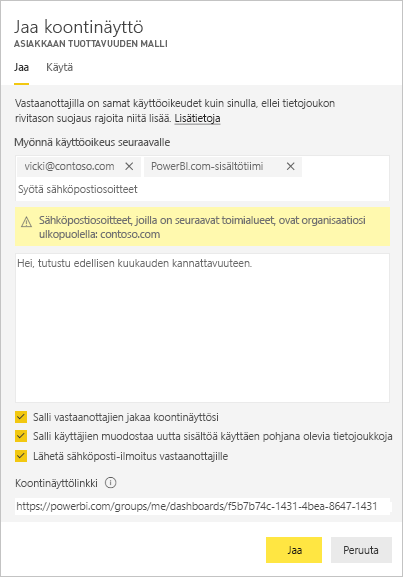 Jaa koontinäyttö
ASIAKKAAN TUOTTAVUUDEN MALLI
Jaa Käytä
Vastaanottajilla on samat käyttöoikeudet kuin sinulla, ellei tietojoukon
rivitason suojaus rajoita niitä lisää. Lisätietoja
Myönnä käyttöoikeus seuraavalle
vicki@contoso.com PowerBI.com-sisältötiimi
Syötä sähköpostiosoitteet
Sähköpostiosoitteet, joilla on seuraavat toimialueet, ovat organisaatiosi
ulkopuolella: contoso.com
Hei, tutustu edellisen kuukauden kannattavuuteen.
Salli vastaanottajien jakaa koontinäyttösi
Salli käyttäjien muodostaa uutta sisältöä käyttäen pohjana olevia tietojoukkoja
Lähetä sähköposti-ilmoitus vastaanottajille
Koontinäyttölinkki
https://powerbi.com/groups/me/dashboards/f5b7b74c-1431-4bea-8647-1431
Jaa Peruuta